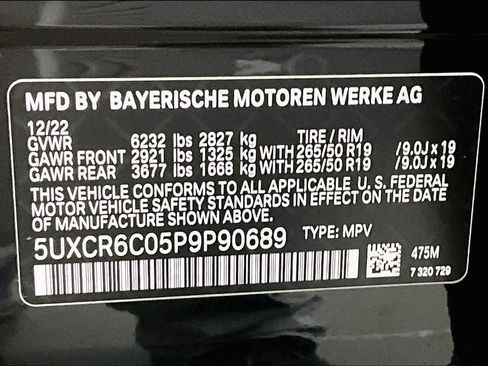 MFD BY BAYERISCHE MOTOREN WERKE AG
12/22
GVWR 6232 lbs 2827 kg TIRE / RIM
GAWR FRONT 2921 lbs 1325 kg WITH 265/50 R19 /9.0J x 19
GAWR REAR 3677 lbs 1668 kg WITH 265/50 R19 /9.0J x 19
THIS VEHICLE CONFORMS TO ALL APPLICABLE U. S. FEDERAL
MOTOR VEHICLE SAFETY STANDARDS IN EFFECT ON THE DATE
OF MANUFACTURE SHOWN ABOVE.
5UXCR6C05P9P90689 TYPE: MPV
475M
7 320 729